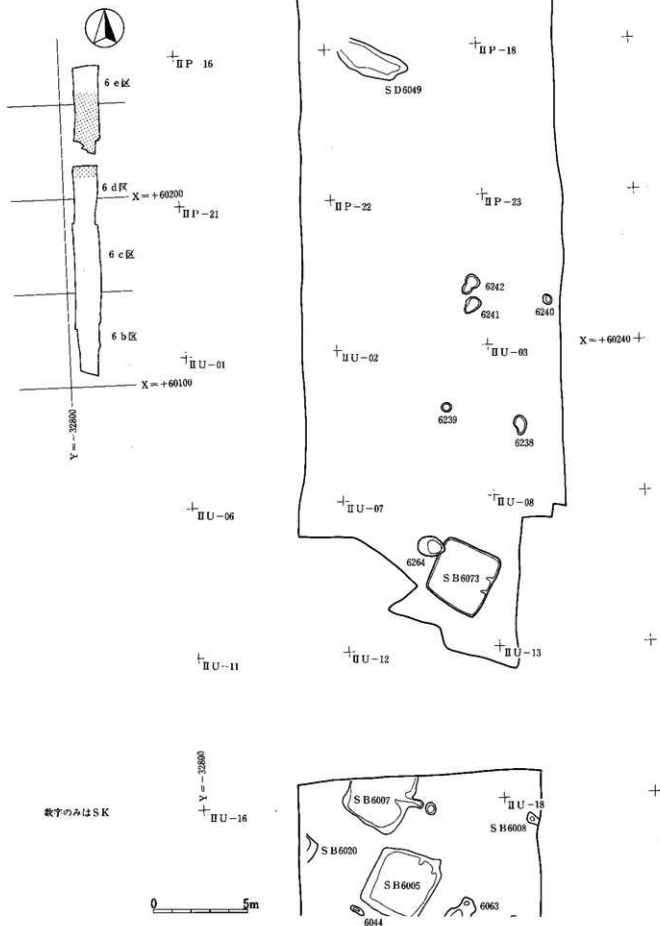 6e区
6d区
X=+60200
6c区
6b区
X=+60100
Y=-32800
ⅡP-16
ⅡP-18
SD6049
ⅡP-21
ⅡP-22
ⅡP-23
6242
6241
6240
X=+60240
ⅡU-01
ⅡU-02
ⅡU-03
6239
6238
ⅡU-06
ⅡU-07
ⅡU-08
6264
SB6073
ⅡU-11
ⅡU-12
ⅡU-13
Y=-32800
数字のみはSK
ⅡU-16
SB6007
ⅡU-18
SB6008
SB6020
SB6005
6063
6044
0 5m